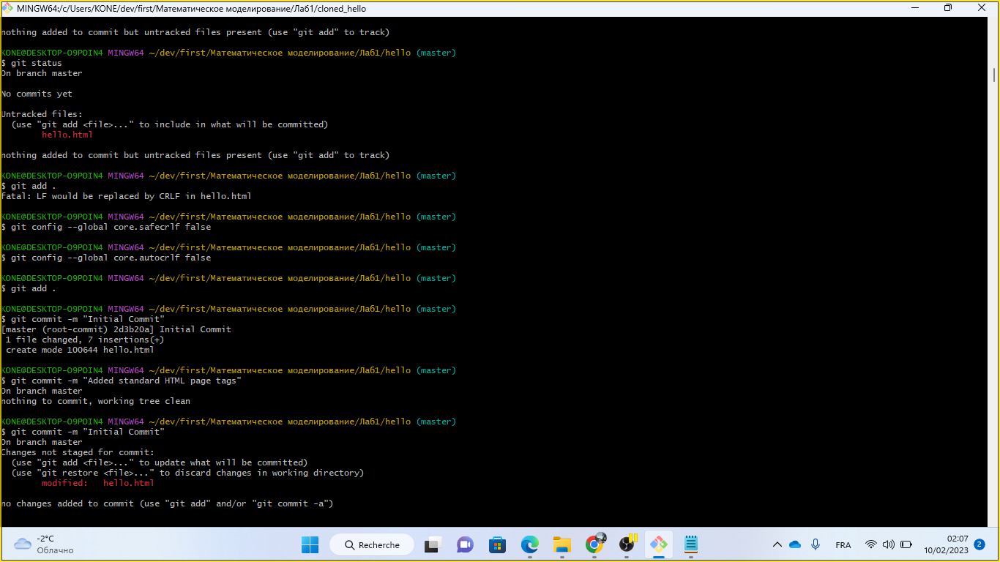 MINGW64:/c/Users/KONE/dev/first/Математическое моделирование/Лаб1/cloned_hello
nothing added to commit but untracked files present (use "git add" to track)
KONE@DESKTOP-O9POIN4 MINGW64 ~/dev/first/Математическое моделирование/Лаб1/hello (master)
$ git status
On branch master
No commits yet
Untracked files:
(use "git add <file>..." to include in what will be committed)
hello.html
nothing added to commit but untracked files present (use "git add" to track)
KONE@DESKTOP-O9POIN4 MINGW64 ~/dev/first/Математическое моделирование/Лаб1/hello (master)
$ git add .
fatal: LF would be replaced by CRLF in hello.html
KONE@DESKTOP-O9POIN4 MINGW64 ~/dev/first/Математическое моделирование/Лаб1/hello (master)
$ git config --global core.safecrlf false
KONE@DESKTOP-O9POIN4 MINGW64 ~/dev/first/Математическое моделирование/Лаб1/hello (master)
$ git config --global core.autocrlf false
KONE@DESKTOP-O9POIN4 MINGW64 ~/dev/first/Математическое моделирование/Лаб1/hello (master)
$ git add .
KONE@DESKTOP-O9POIN4 MINGW64 ~/dev/first/Математическое моделирование/Лаб1/hello (master)
$ git commit -m "Initial Commit"
[master (root-commit) 2d3b20a] Initial Commit
1 file changed, 7 insertions(+)
create mode 100644 hello.html
KONE@DESKTOP-O9POIN4 MINGW64 ~/dev/first/Математическое моделирование/Лаб1/hello (master)
$ git commit -m "Added standard HTML page tags"
On branch master
nothing to commit, working tree clean
KONE@DESKTOP-O9POIN4 MINGW64 ~/dev/first/Математическое моделирование/Лаб1/hello (master)
$ git commit -m "Initial Commit"
On branch master
Changes not staged for commit:
(use "git add <file>..." to update what will be committed)
(use "git restore <file>..." to discard changes in working directory)
modified: hello.html
no changes added to commit (use "git add" and/or "git commit -a")
-2°C
Облачно
Recherche
FRA
02:07
10/02/2023
2